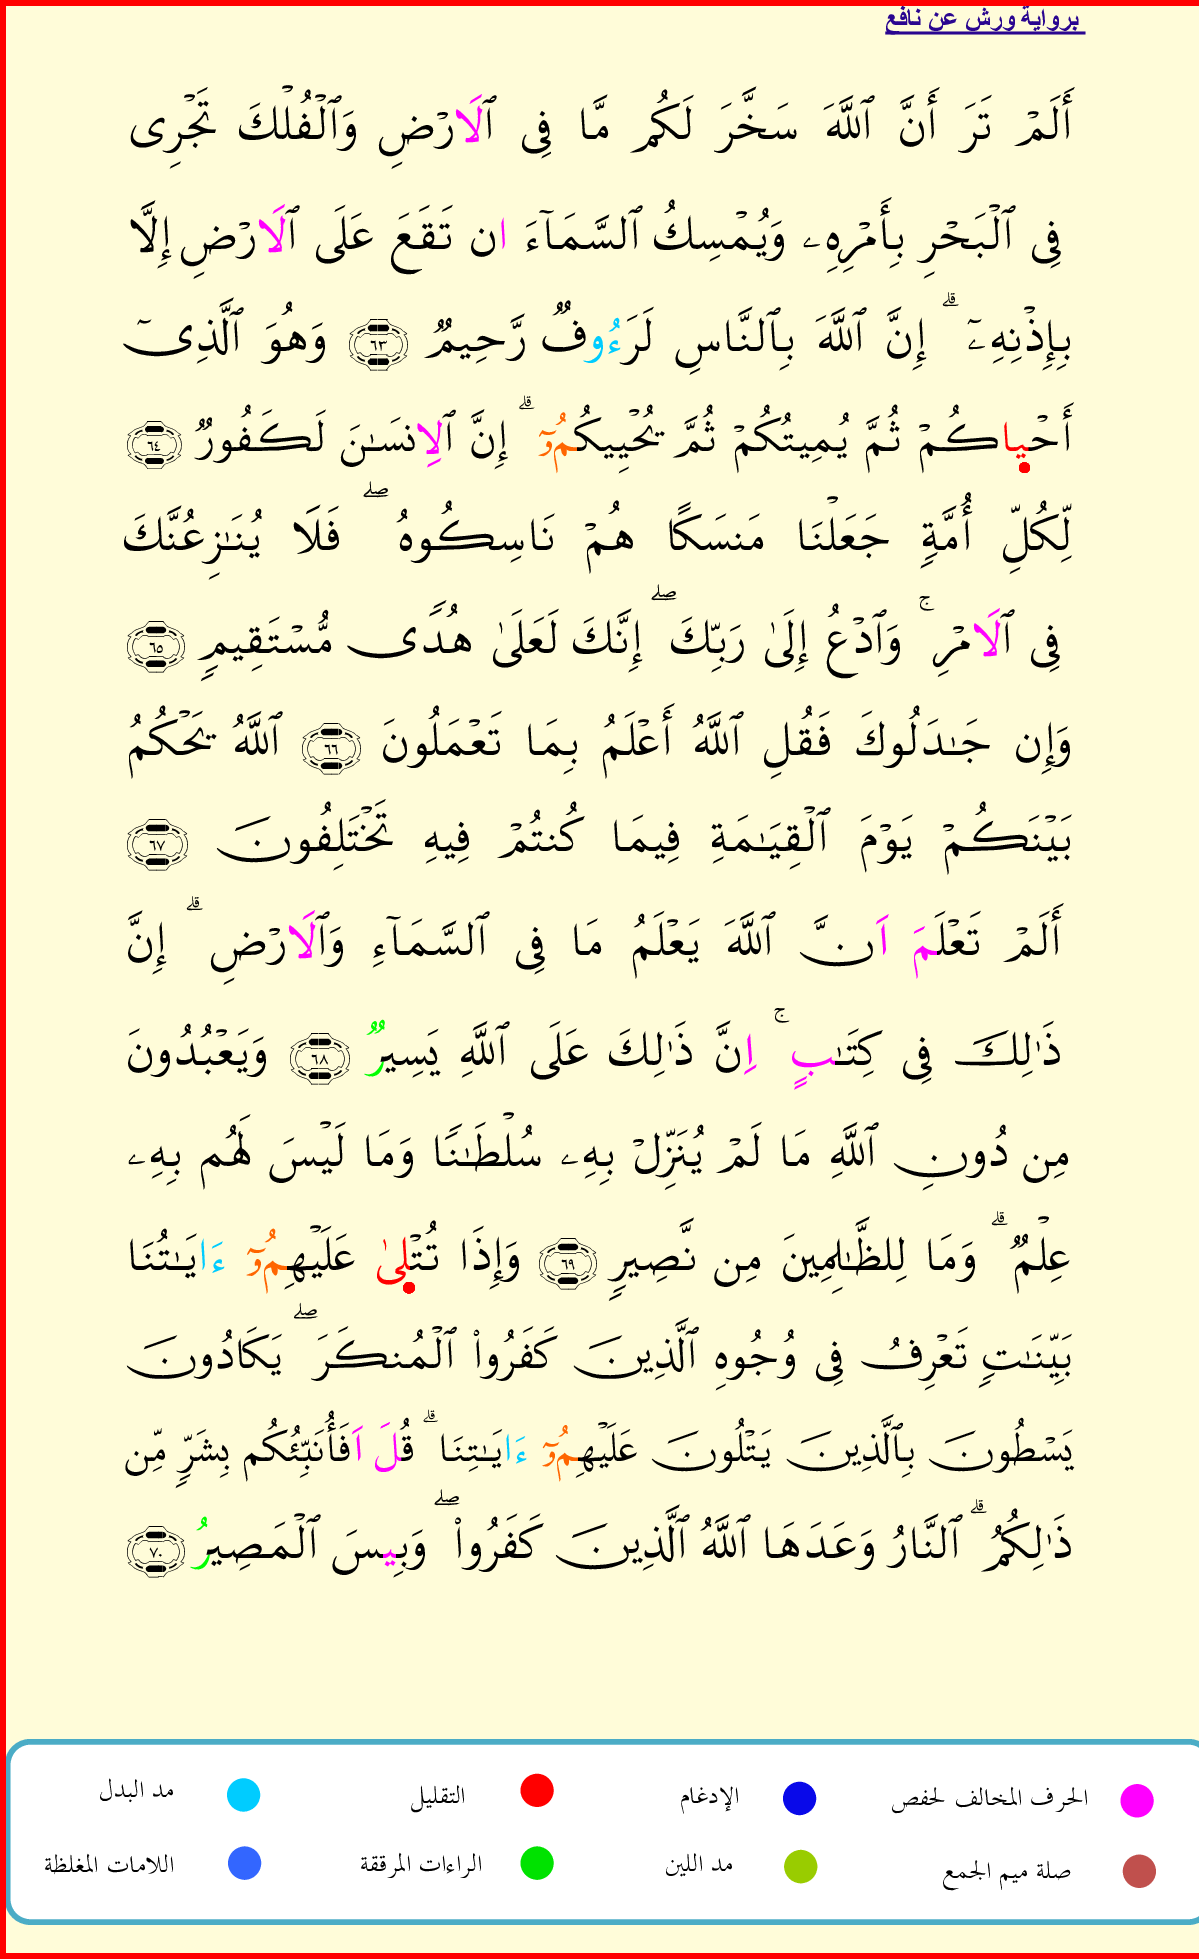 برواية ورش عن نافع
أَلَمْ تَرَ أَنَّ ٱللَّهَ سَخَّرَ لَكُم مَّا فِى ٱلَارْضِ وَٱلْفُلْكَ تَجْرِى
فِى ٱلْبَحْرِ بِأَمْرِهِۦ وَيُمْسِكُ ٱلسَّمَآءَ ان تَقَعَ عَلَى ٱلَارْضِ إِلَّا
بِإِذْنِهِۦٓ ۗ إِنَّ ٱللَّهَ بِٱلنَّاسِ لَرَءُوفٌ رَّحِيمٌ ٦٣ وَهُوَ ٱلَّذِىٓ
أَحْياكُمْ ثُمَّ يُمِيتُكُمْ ثُمَّ يُحْيِيكُمُۥٓ ۗ إِنَّ ٱلِانسَٰنَ لَكَفُورٌ ٦٤
لِّكُلِّ أُمَّةٍ جَعَلْنَا مَنسَكًا هُمْ نَاسِكُوهُ ۖ فَلَا يُنَٰزِعُنَّكَ
فِى ٱلَامْرِ ۚ وَٱدْعُ إِلَىٰ رَبِّكَ ۖ إِنَّكَ لَعَلَىٰ هُدًى مُّسْتَقِيمٍ ٦٥
وَإِن جَٰدَلُوكَ فَقُلِ ٱللَّهُ أَعْلَمُ بِمَا تَعْمَلُونَ ٦٦ ٱللَّهُ يَحْكُمُ
بَيْنَكُمْ يَوْمَ ٱلْقِيَٰمَةِ فِيمَا كُنتُمْ فِيهِ تَخْتَلِفُونَ ٦٧
أَلَمْ تَعْلَمَ اَنَّ ٱللَّهَ يَعْلَمُ مَا فِى ٱلسَّمَآءِ وَٱلَارْضِ ۗ إِنَّ
ذَٰلِكَ فِى كِتَٰبٍ ۚ اِنَّ ذَٰلِكَ عَلَى ٱللَّهِ يَسِيرٌ ٦٨ وَيَعْبُدُونَ
مِن دُونِ ٱللَّهِ مَا لَمْ يُنَزِّلْ بِهِۦ سُلْطَٰنًا وَمَا لَيْسَ لَهُم بِهِۦ
عِلْمٌ ۗ وَمَا لِلظَّٰلِمِينَ مِن نَّصِيرٍ ٦٩ وَإِذَا تُتْلِىٰ عَلَيْهِمُۥٓ ءَايَٰتُنَا
بَيِّنَٰتٍ تَعْرِفُ فِى وُجُوهِ ٱلَّذِينَ كَفَرُوا۟ ٱلْمُنكَرَ ۖ يَكَادُونَ
يَسْطُونَ بِٱلَّذِينَ يَتْلُونَ عَلَيْهِمُۥٓ ءَايَٰتِنَا ۗ قُلَ اَفَأُنَبِّئُكُم بِشَرٍّ مِّن
ذَٰلِكُمُ ۗ ٱلنَّارُ وَعَدَهَا ٱللَّهُ ٱلَّذِينَ كَفَرُوا۟ ۖ وَبِيسَ ٱلْمَصِيرُ ٧٠
الحرف المخالف لحفص الإدغام التقليل مد البدل
صلة ميم الجمع مد اللين الراءات المرققة اللامات المغلظة